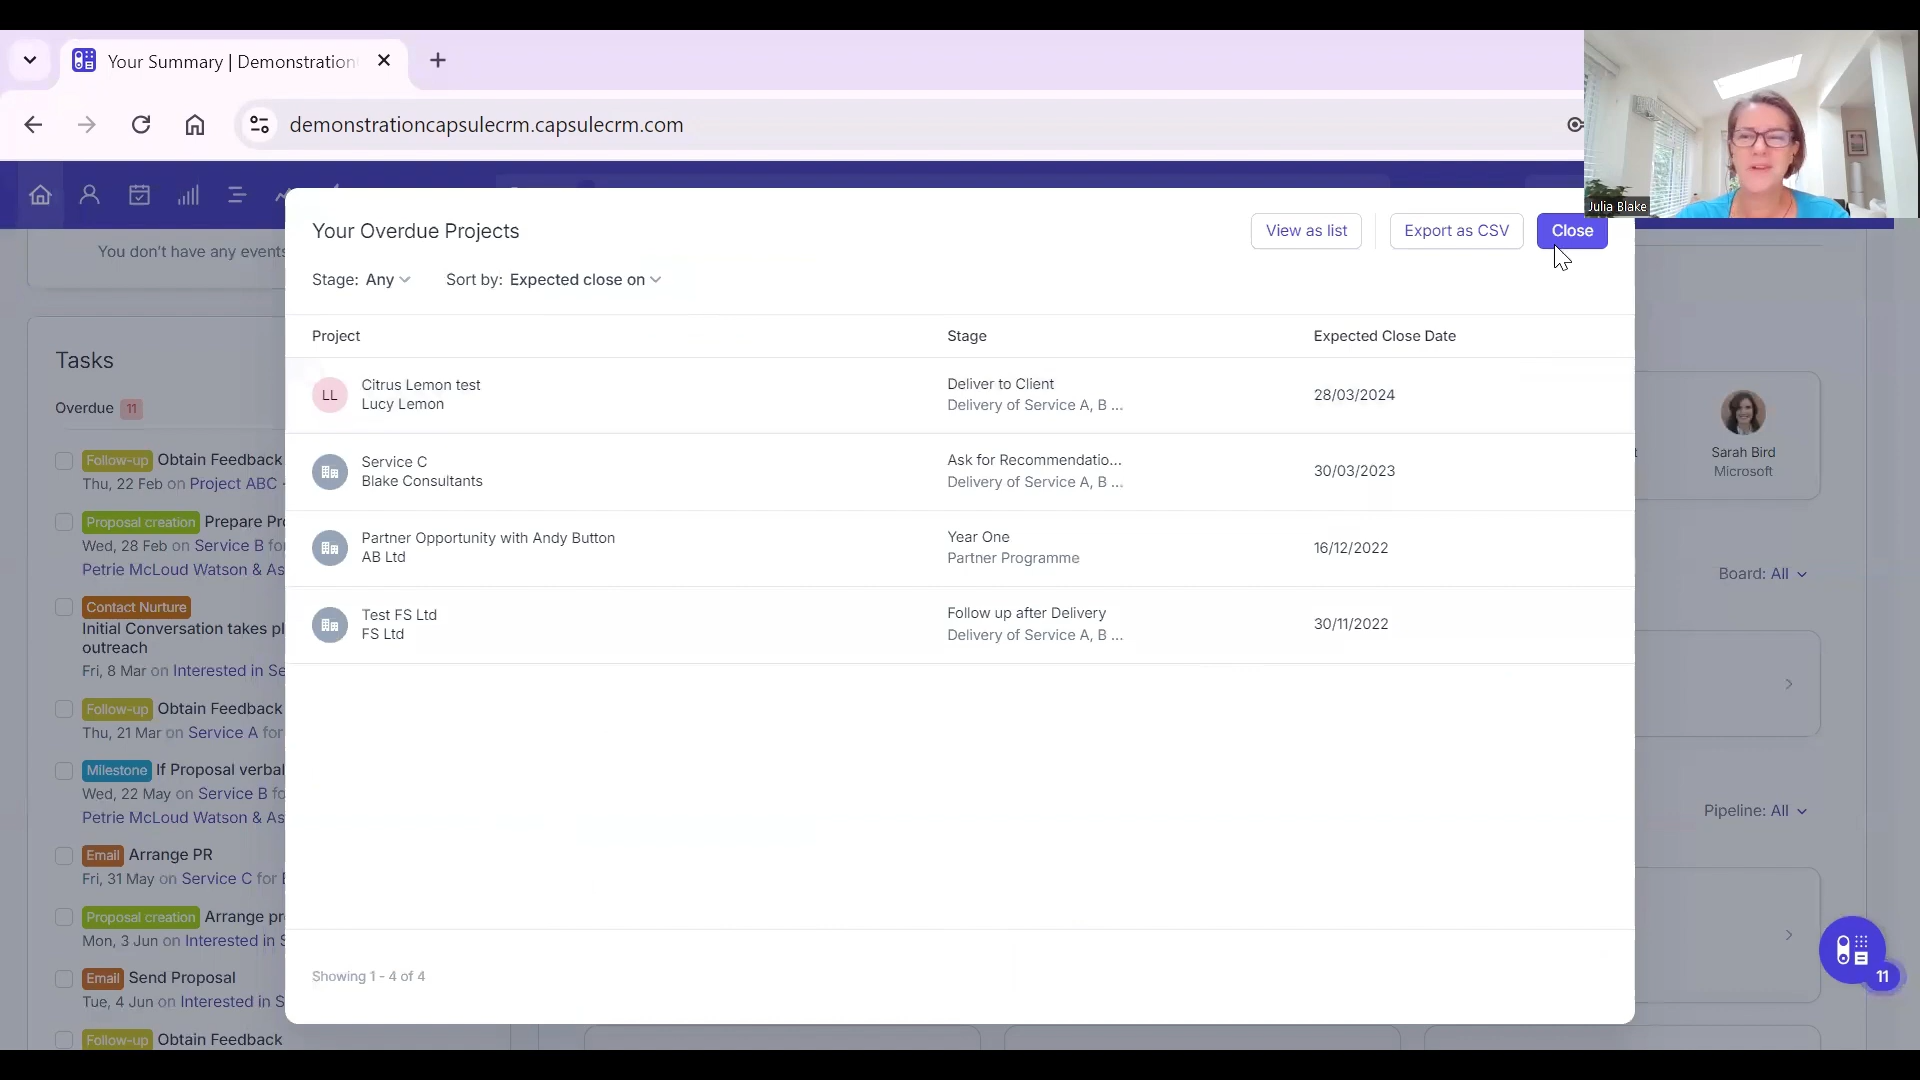 Your Summary | Demonstration
demonstrationcapsulecrm.capsulecrm.com
Julia Blake
You don't have any events
Your Overdue Projects
View as list
Export as CSV
Close
Stage: Any
Sort by: Expected close on
Project
Stage
Expected Close Date
LL
Citrus Lemon test
Lucy Lemon
Deliver to Client
Delivery of Service A, B ...
28/03/2024
Service C
Blake Consultants
Ask for Recommendatio...
Delivery of Service A, B ...
30/03/2023
Partner Opportunity with Andy Button
AB Ltd
Year One
Partner Programme
16/12/2022
Test FS Ltd
FS Ltd
Follow up after Delivery
Delivery of Service A, B ...
30/11/2022
Showing 1 - 4 of 4
Tasks
Overdue 11
Follow-up Obtain Feedback
Thu, 22 Feb on Project ABC -
Proposal creation Prepare Pr
Wed, 28 Feb on Service B fo
Petrie McLoud Watson & As
Contact Nurture
Initial Conversation takes pl
outreach
Fri, 8 Mar on Interested in Se
Follow-up Obtain Feedback
Thu, 21 Mar on Service A for
Milestone If Proposal verbal
Wed, 22 May on Service B fo
Petrie McLoud Watson & As
Email Arrange PR
Fri, 31 May on Service C for
Proposal creation Arrange pr
Mon, 3 Jun on Interested in S
Email Send Proposal
Tue, 4 Jun on Interested in S
Follow-up Obtain Feedback
Sarah Bird
Microsoft
Board: All
Pipeline: All
11